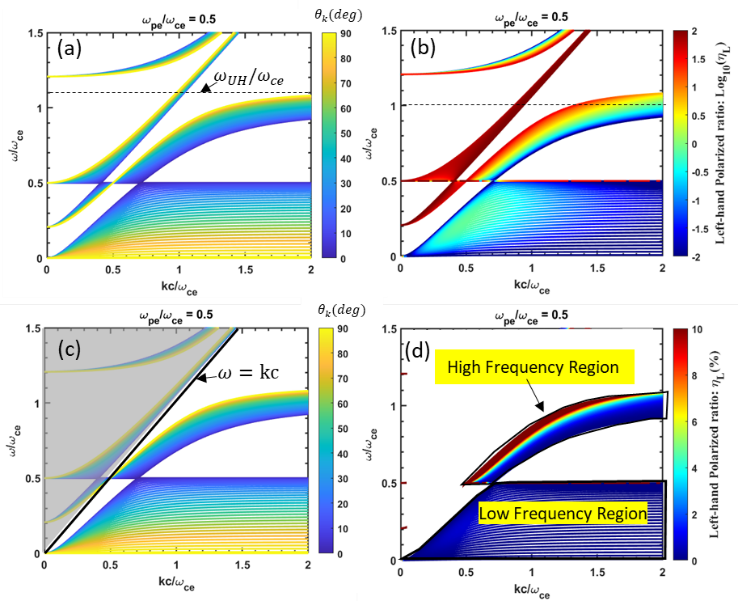 ω_pe/ω_ce = 0.5
θ_k(deg)
(a)
ω_UH/ω_ce
ω/ω_ce
1.5
1
0.5
0
0
0.5
1
1.5
2
kc/ω_ce
90
80
70
60
50
40
30
20
10
0
ω_pe/ω_ce = 0.5
(b)
ω/ω_ce
1.5
1
0.5
0
0
0.5
1
1.5
2
kc/ω_ce
2
1.5
1
0.5
0
-0.5
-1
-1.5
-2
Left-hand Polarized ratio: Log₁₀(η_L)
ω_pe/ω_ce = 0.5
θ_k(deg)
(c)
ω = kc
ω/ω_ce
1.5
1
0.5
0
0
0.5
1
1.5
2
kc/ω_ce
90
80
70
60
50
40
30
20
10
0
ω_pe/ω_ce = 0.5
(d)
High Frequency Region
Low Frequency Region
ω/ω_ce
1.5
1
0.5
0
0
0.5
1
1.5
2
kc/ω_ce
10
8
6
4
2
0
Left-hand Polarized ratio: η_L(%)